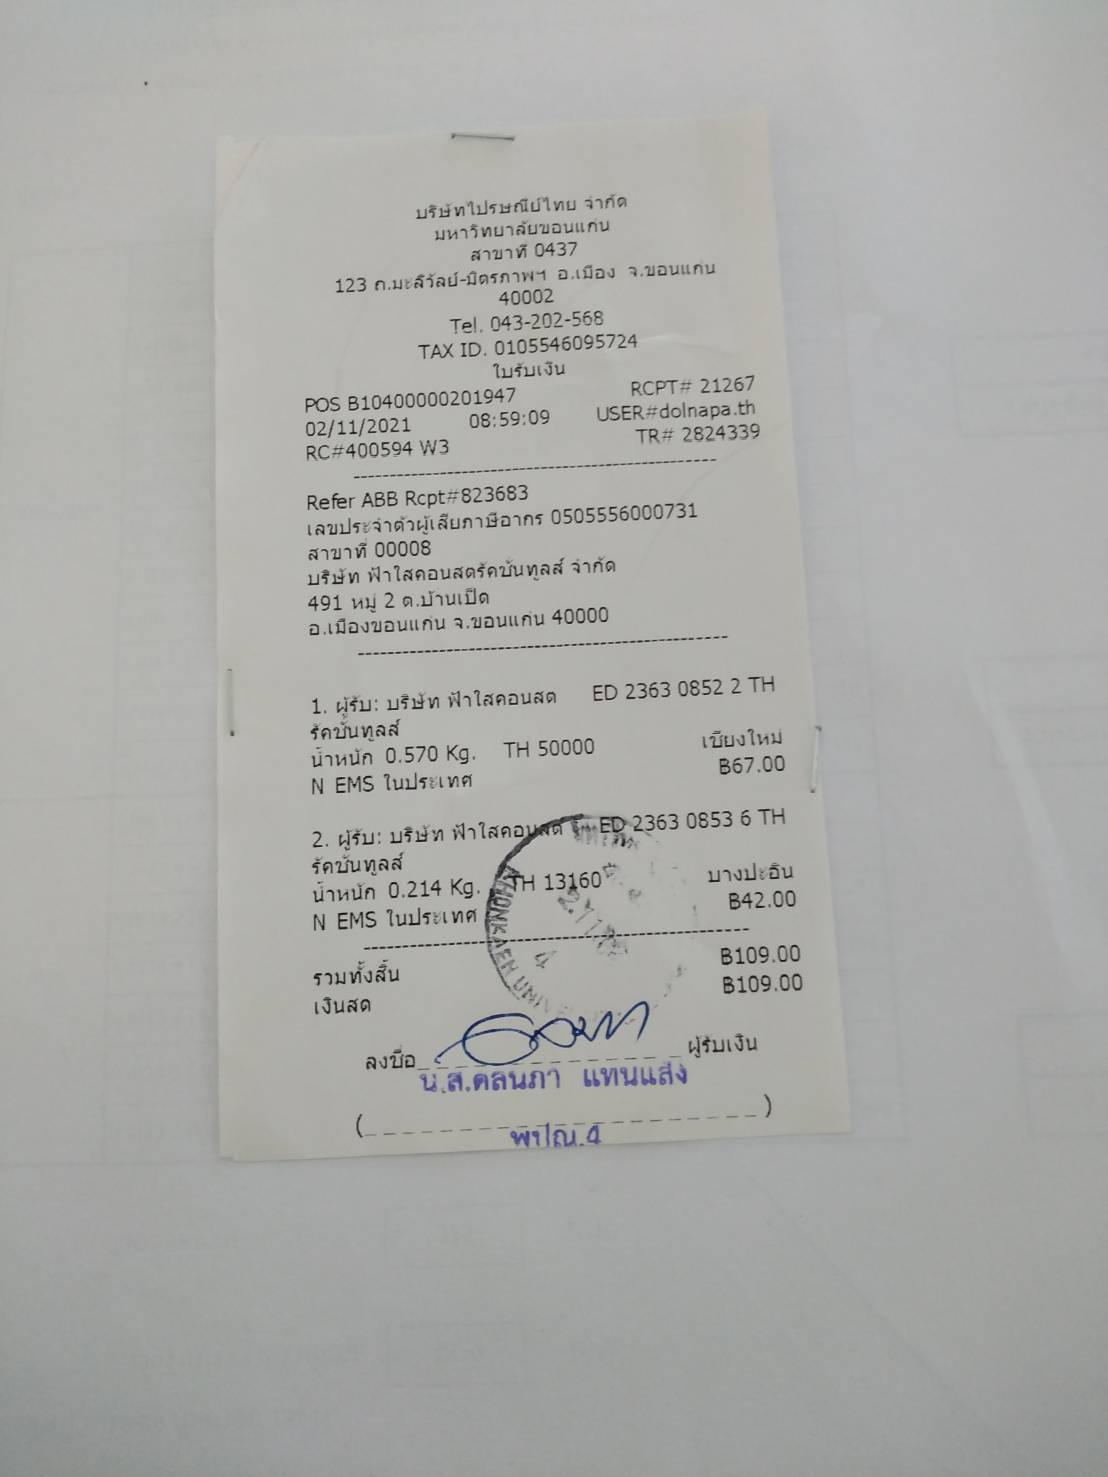 บริษัทไปรษณีย์ไทย จำกัด
มหาวิทยาลัยขอนแก่น
สาขาที่ 0437
123 ถ.มะลิวัลย์-มิตรภาพฯ อ.เมือง จ.ขอนแก่น
40002
Tel. 043-202-568
TAX ID. 0105546095724
ใบรับเงิน
POS B10400000201947 RCPT# 21267
02/11/2021 08:59:09 USER#dolnapa.th
RC#400594 W3 TR# 2824339
Refer ABB Rcpt#823683
เลขประจำตัวผู้เสียภาษีอากร 0505556000731
สาขาที่ 00008
บริษัท ฟ้าใสคอนสตรัคชั่นทูลส์ จำกัด
491 หมู่ 2 ต.บ้านเป็ด
อ.เมืองขอนแก่น จ.ขอนแก่น 40000
1. ผู้รับ: บริษัท ฟ้าใสคอนสต ED 2363 0852 2 TH
รัคชั่นทูลส์
น้ำหนัก 0.570 Kg. TH 50000 เชียงใหม่
N EMS ในประเทศ ฿67.00
2. ผู้รับ: บริษัท ฟ้าใสคอนสต ED 2363 0853 6 TH
รัคชั่นทูลส์
น้ำหนัก 0.214 Kg. TH 13160 บางปะอิน
N EMS ในประเทศ ฿42.00
รวมทั้งสิ้น ฿109.00
เงินสด ฿109.00
ลงชื่อ ผู้รับเงิน
น.ส.ดลนภา แทนแสง
( )
พปณ.4